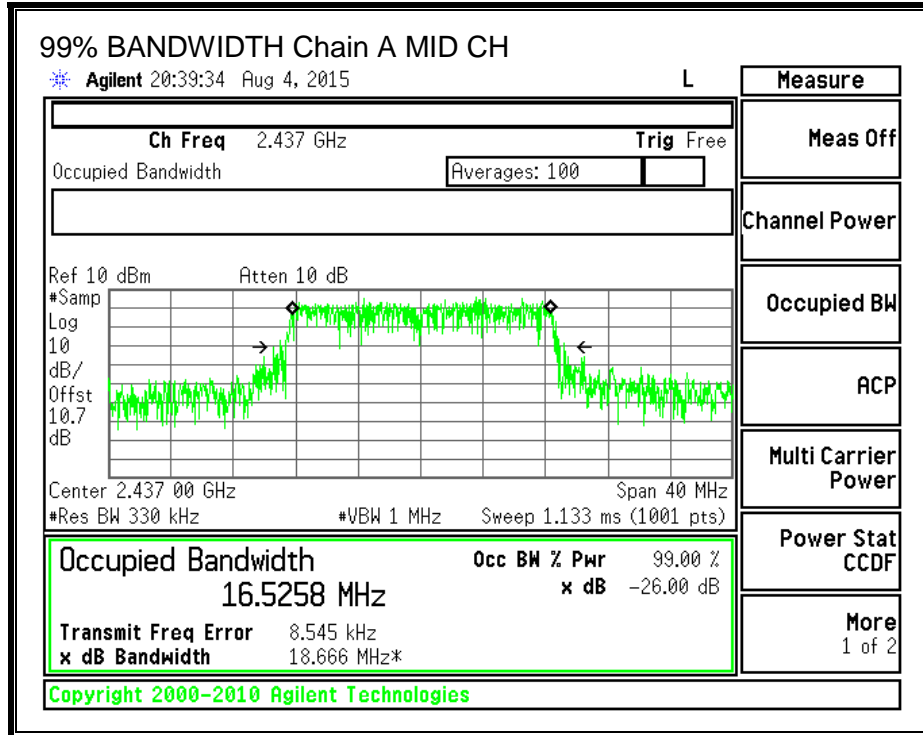 99% BANDWIDTH Chain A MID CH
Agilent 20:39:34 Aug 4, 2015 L
Measure
Ch Freq 2.437 GHz Trig Free
Meas Off
Occupied Bandwidth Averages: 100
Channel Power
Ref 10 dBm Atten 10 dB
#Samp
Log
10
dB/
Offst
10.7
dB
Occupied BW
ACP
Center 2.437 00 GHz Span 40 MHz
#Res BW 330 kHz #VBW 1 MHz Sweep 1.133 ms (1001 pts)
Multi Carrier
Power
Occupied Bandwidth Occ BW % Pwr 99.00 %
16.5258 MHz x dB -26.00 dB
Power Stat
CCDF
Transmit Freq Error 8.545 kHz
x dB Bandwidth 18.666 MHz*
More
1 of 2
Copyright 2000-2010 Agilent Technologies